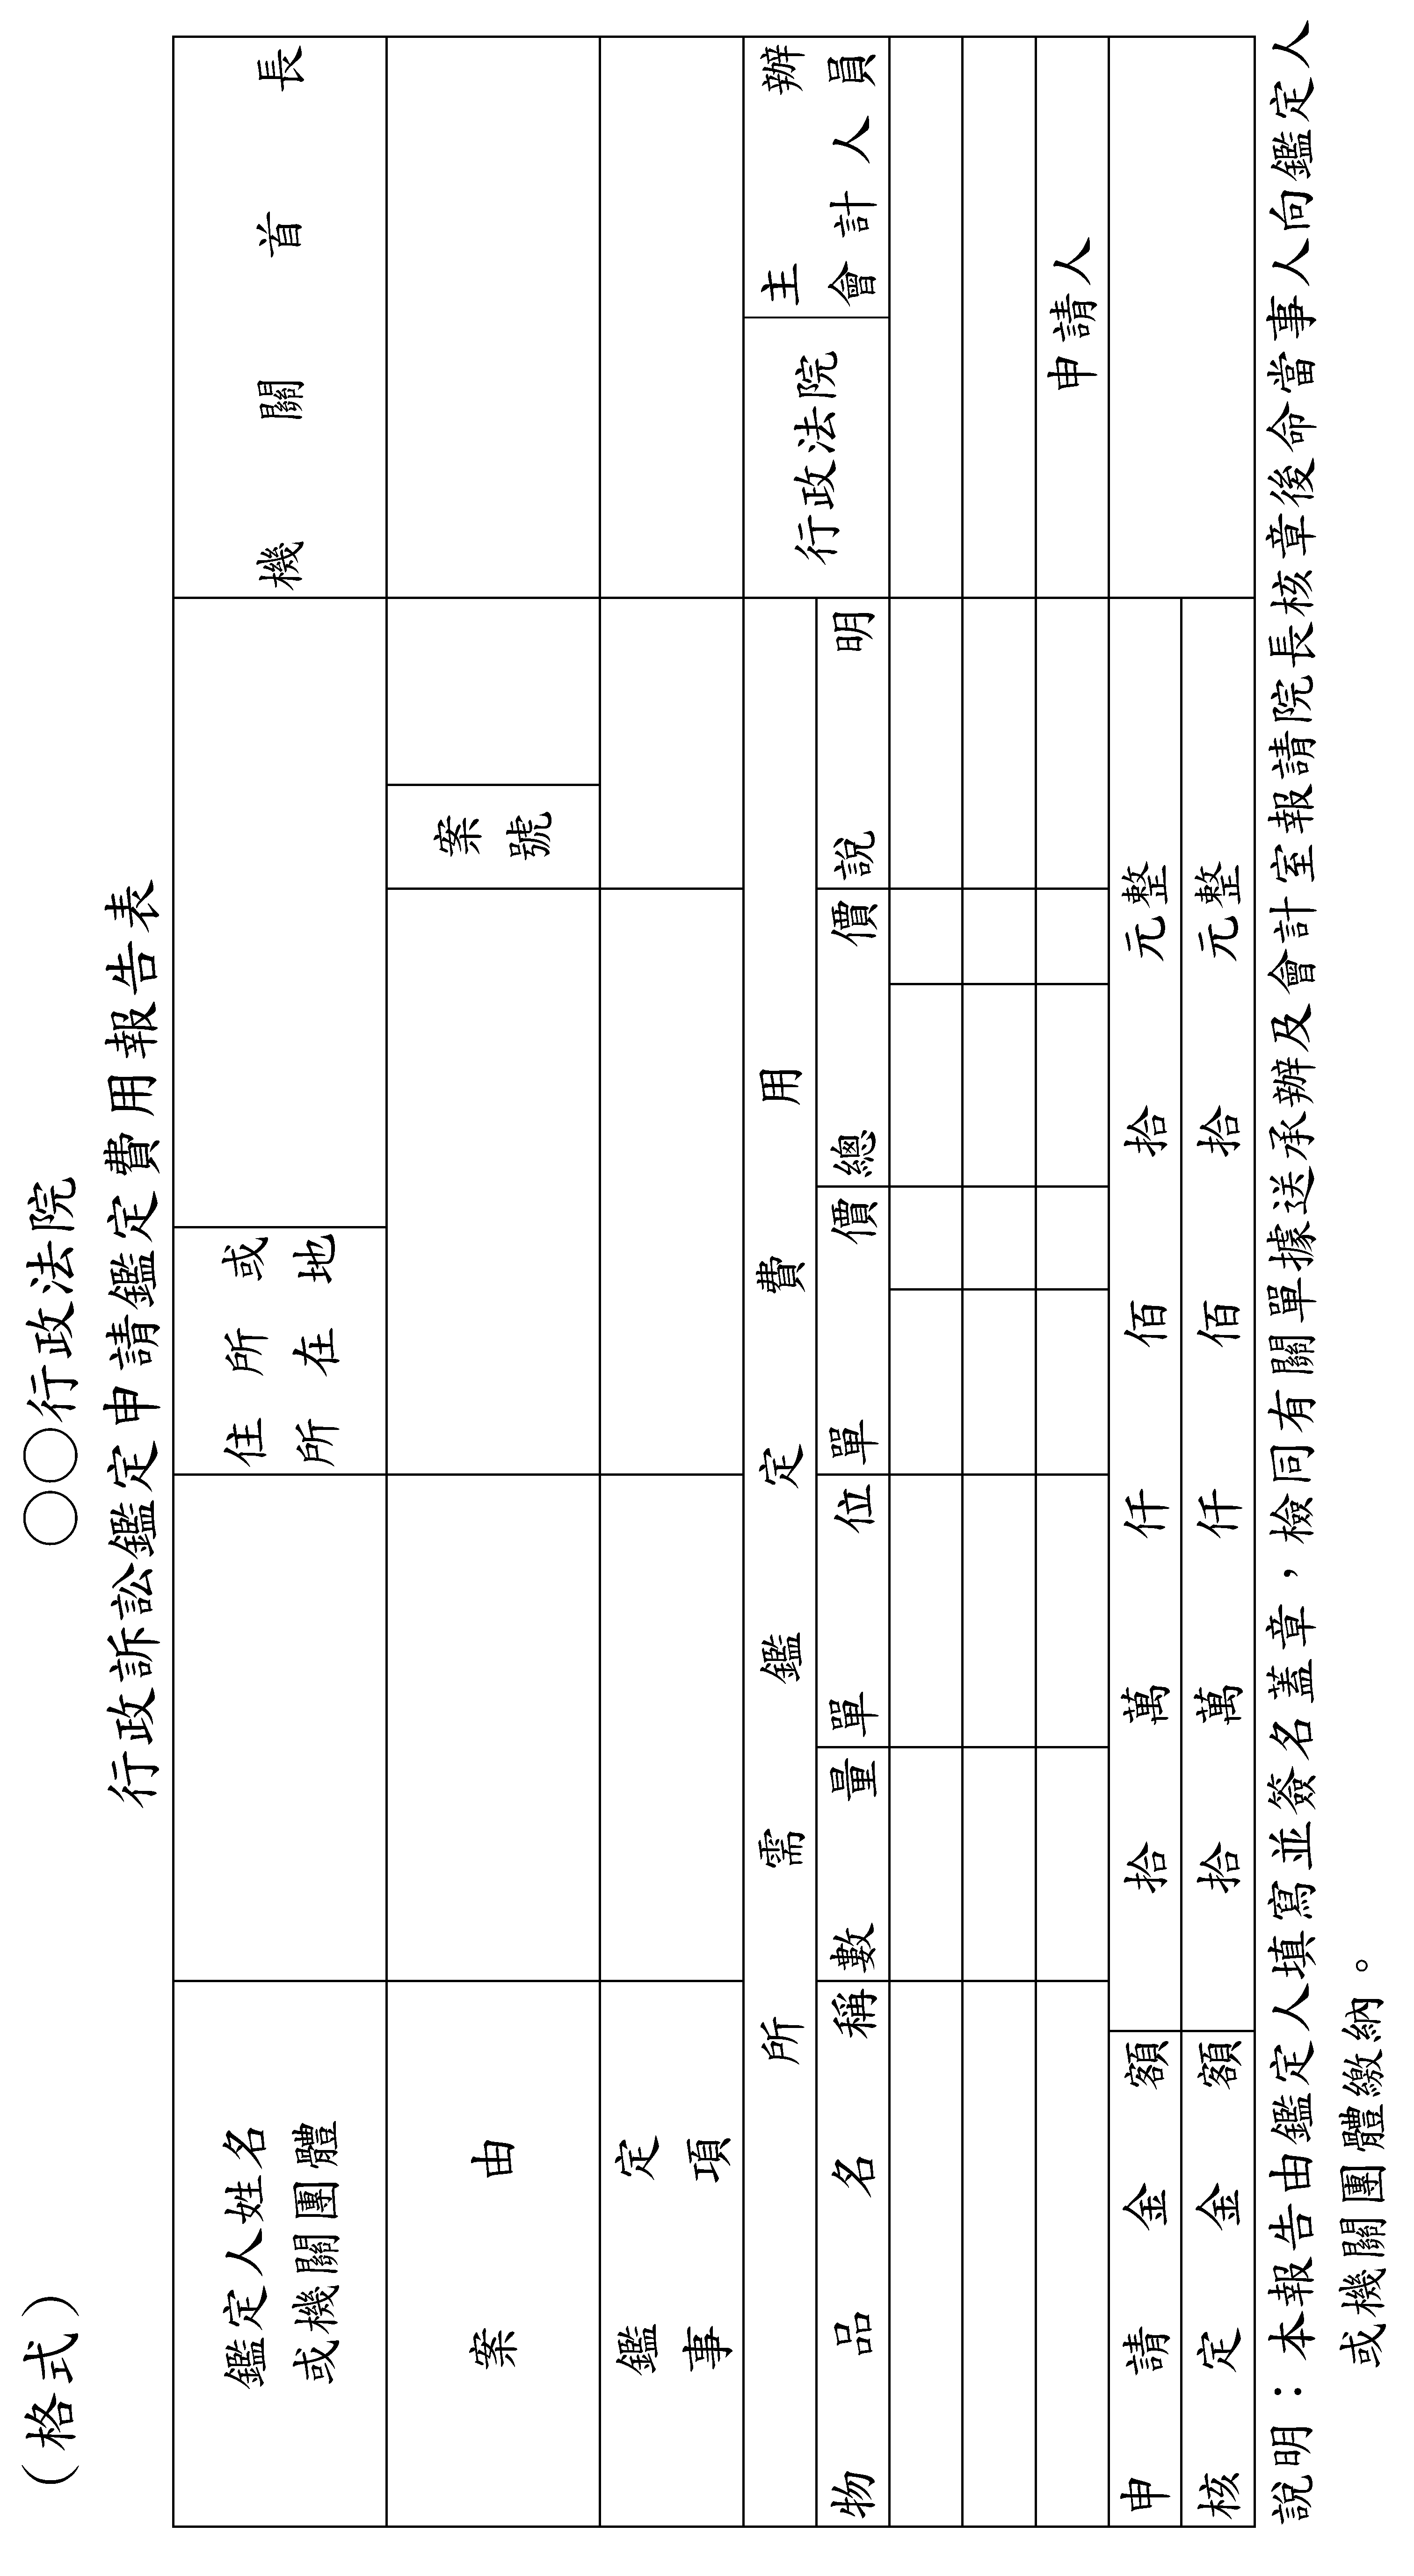 （格式）
○○行政法院
行政訴訟鑑定申請鑑定費用報告表
鑑定人姓名
或機關團體
住所或
所在地
機關首長
案由
案號
鑑定
事項
所需鑑定費用
行政法院
主辦
會計人員
物品名稱
數量
單位
單價
總價
說明
申請人
申請金額
拾萬仟佰拾元整
核定金額
拾萬仟佰拾元整
說明：本報告由鑑定人填寫並簽名蓋章，檢同有關單據送承辦及會計室報請院長核章後命當事人向鑑定人
或機關團體繳納。